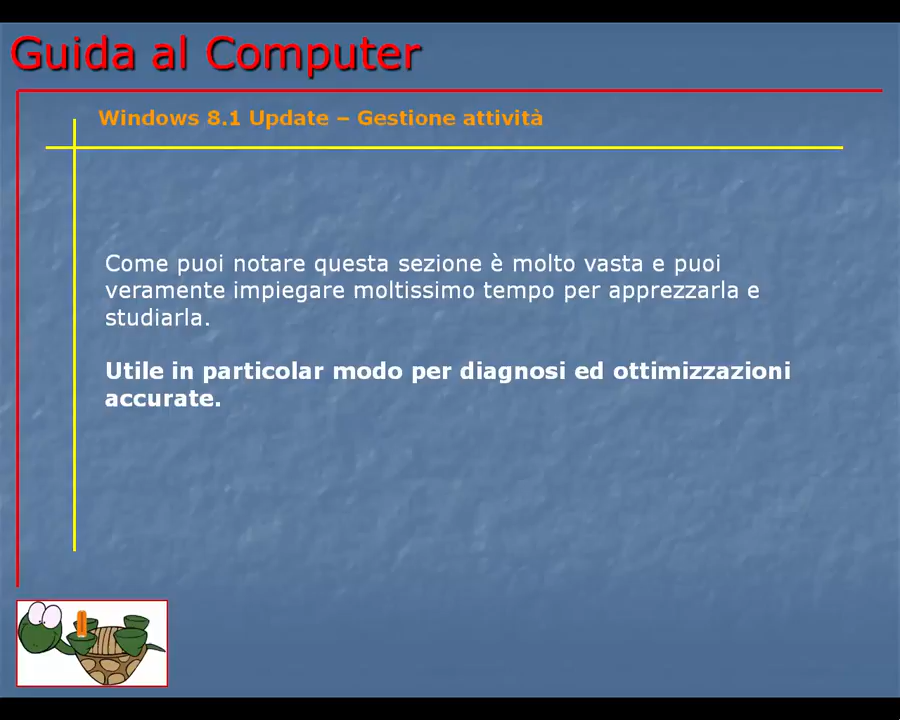 Guida al Computer
Windows 8.1 Update – Gestione attività
Come puoi notare questa sezione è molto vasta e puoi
veramente impiegare moltissimo tempo per apprezzarla e
studiarla.
Utile in particolar modo per diagnosi ed ottimizzazioni
accurate.